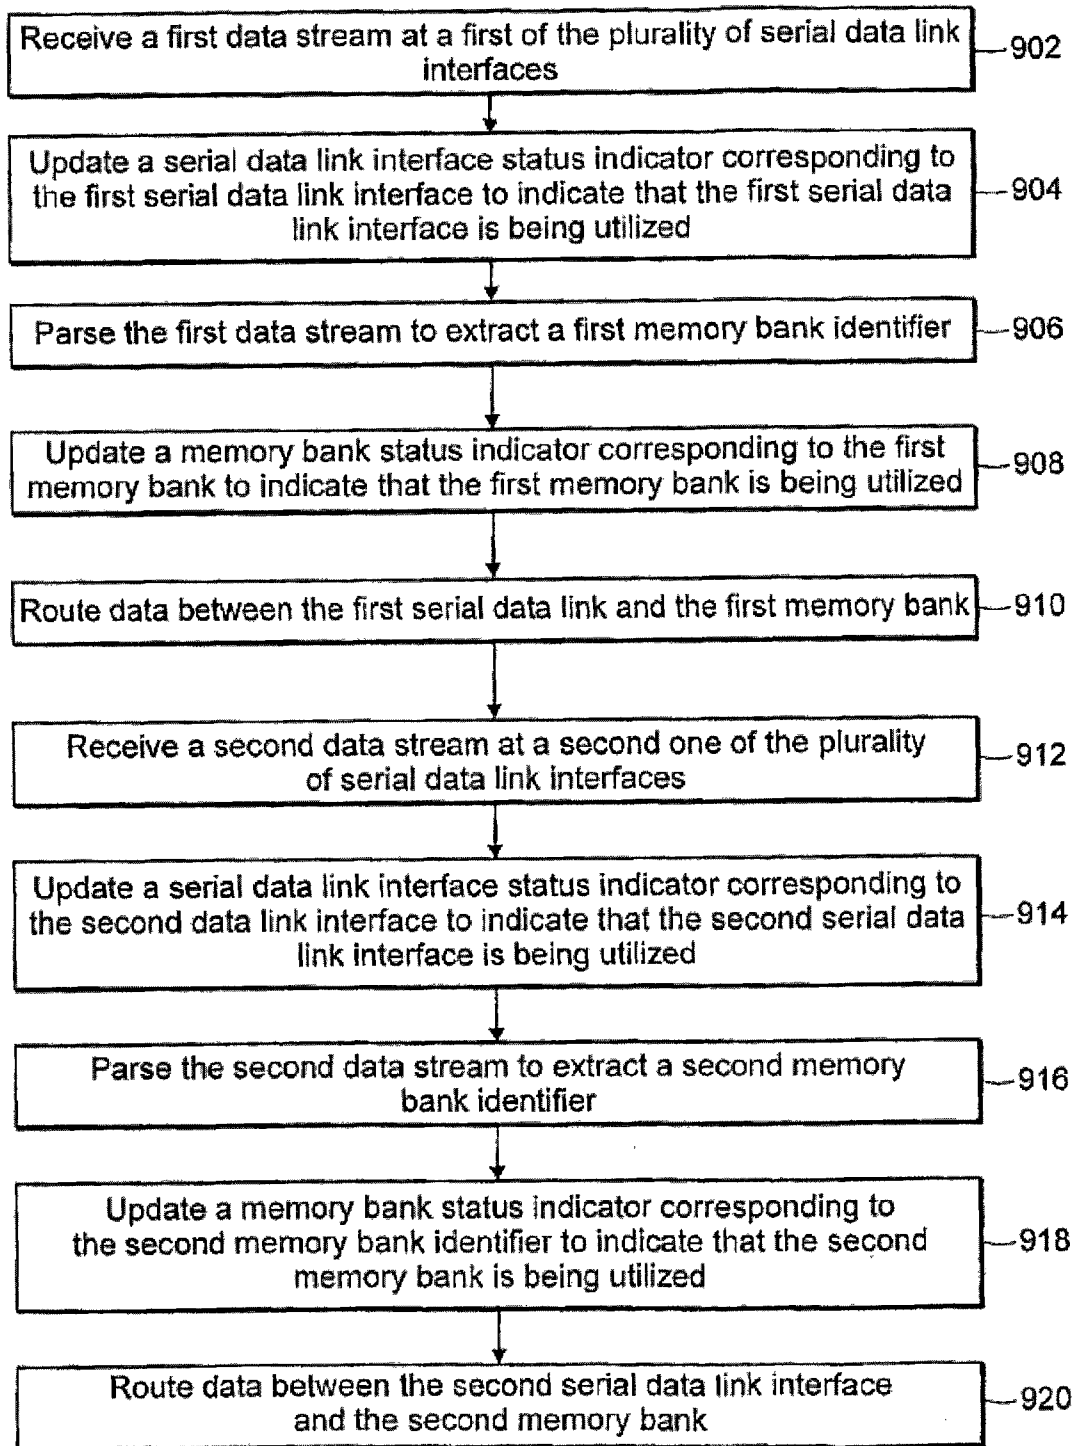 Receive a first data stream at a first of the plurality of serial data link
interfaces
902
Update a serial data link interface status indicator corresponding to
the first serial data link interface to indicate that the first serial data
link interface is being utilized
904
Parse the first data stream to extract a first memory bank identifier
906
Update a memory bank status indicator corresponding to the first
memory bank to indicate that the first memory bank is being utilized
908
Route data between the first serial data link and the first memory bank
910
Receive a second data stream at a second one of the plurality
of serial data link interfaces
912
Update a serial data link interface status indicator corresponding to
the second data link interface to indicate that the second serial data
link interface is being utilized
914
Parse the second data stream to extract a second memory
bank identifier
916
Update a memory bank status indicator corresponding to
the second memory bank identifier to indicate that the second
memory bank is being utilized
918
Route data between the second serial data link interface
and the second memory bank
920